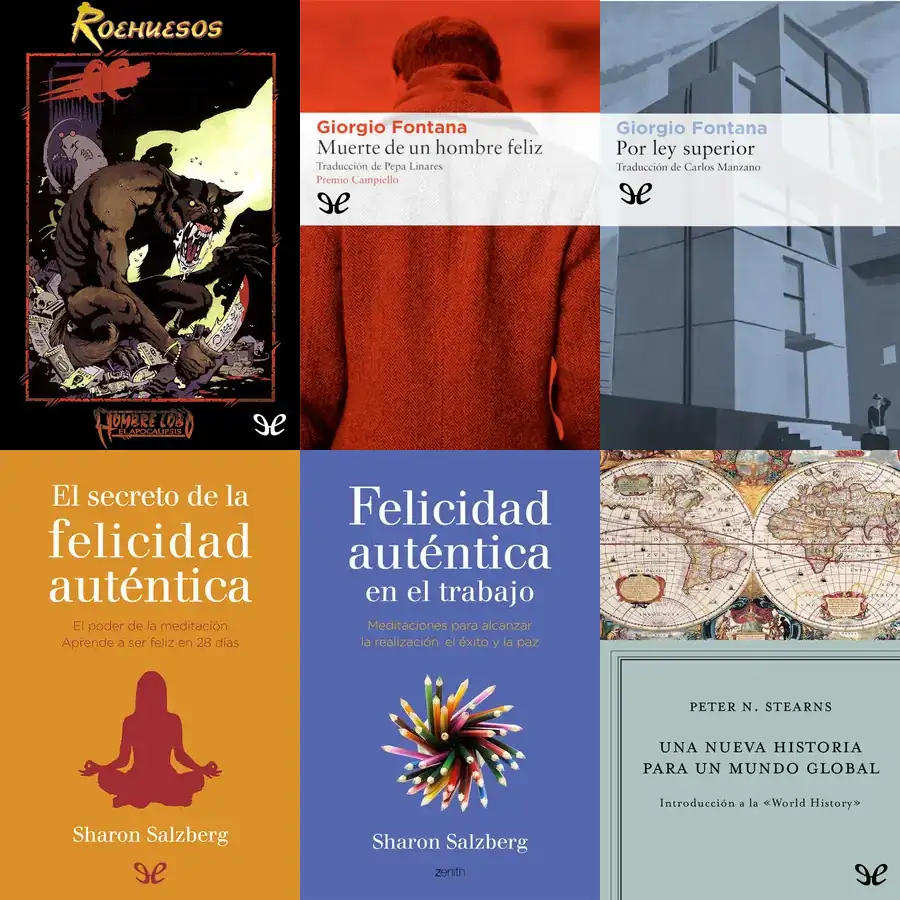 ROEHUESOS
HOMBRE LOBO
EL APOCALIPSIS
Giorgio Fontana
Muerte de un hombre feliz
Traducción de Pepa Linares
Premio Campiello
Giorgio Fontana
Por ley superior
Traducción de Carlos Manzano
El secreto de la
felicidad
auténtica
El poder de la meditación
Aprende a ser feliz en 28 días
Sharon Salzberg
Felicidad
auténtica
en el trabajo
Meditaciones para alcanzar
la realización, el éxito y la paz
Sharon Salzberg
zenith
PETER N. STEARNS
UNA NUEVA HISTORIA
PARA UN MUNDO GLOBAL
Introducción a la «World History»